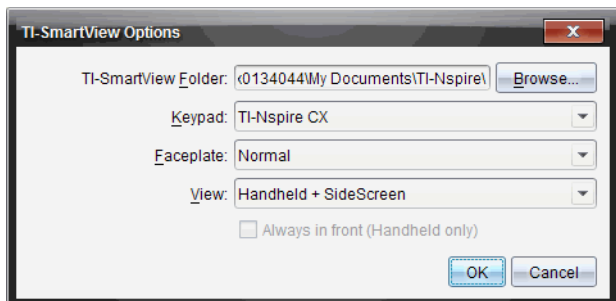 TI-SmartView Options
TI-SmartView Folder: x0134044\My Documents\TI-Nspire\ Browse...
Keypad: TI-Nspire CX
Faceplate: Normal
View: Handheld + SideScreen
Always in front (Handheld only)
OK Cancel